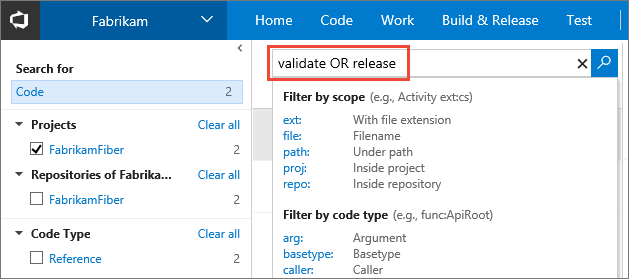 Fabrikam Home Code Work Build & Release Test
Search for
Code 2
Projects Clear all
FabrikamFiber 2
Repositories of Fabrika... Clear all
FabrikamFiber 2
Code Type Clear all
Reference 2
validate OR release
Filter by scope (e.g., Activity ext:cs)
ext: With file extension
file: Filename
path: Under path
proj: Inside project
repo: Inside repository
Filter by code type (e.g., func:ApiRoot)
arg: Argument
basetype: Basetype
caller: Caller